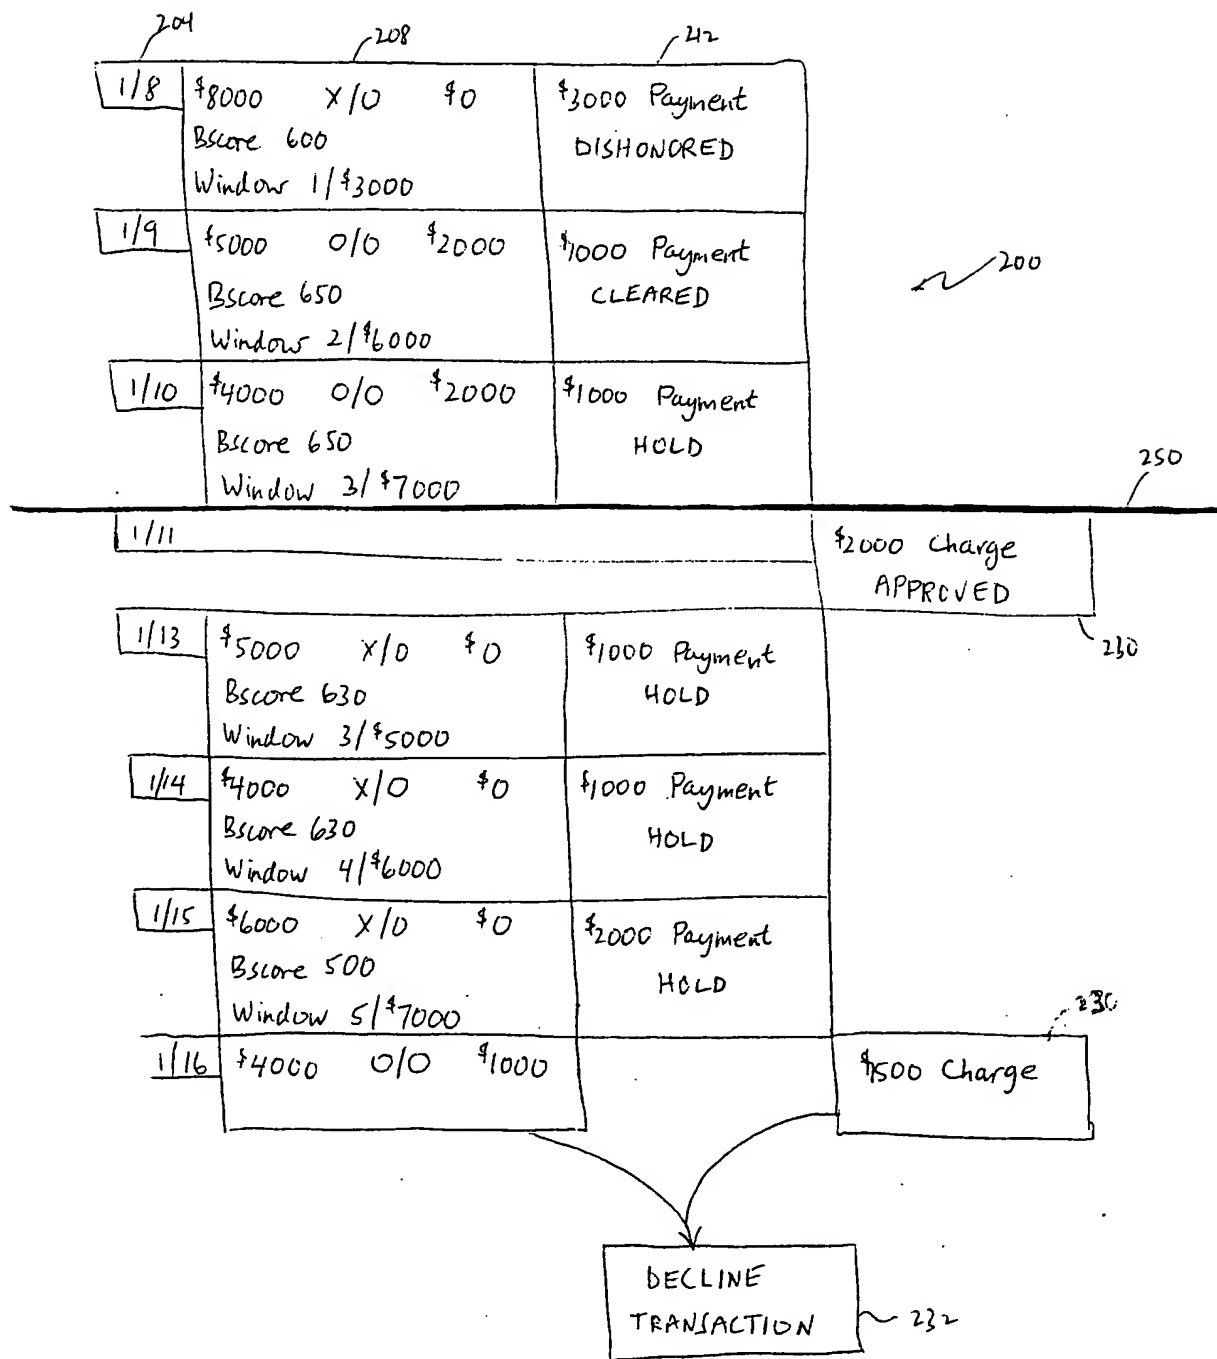 204 208 212
1/8 $8000 X/0 $0 $3000 Payment
Bscore 600 DISHONORED
Window 1/$3000
1/9 $5000 0/0 $2000 $1000 Payment
Bscore 650 CLEARED
Window 2/$6000
200
1/10 $4000 0/0 $2000 $1000 Payment
Bscore 650 HOLD
Window 3/$7000
250
1/11 $2000 Charge
APPROVED
230
1/13 $5000 X/0 $0 $1000 Payment
Bscore 630 HOLD
Window 3/$5000
1/14 $4000 X/0 $0 $1000 Payment
Bscore 630 HOLD
Window 4/$6000
1/15 $6000 X/0 $0 $2000 Payment
Bscore 500 HOLD
Window 5/$7000
230
1/16 $4000 0/0 $1000 $1500 Charge
DECLINE
TRANSACTION
232